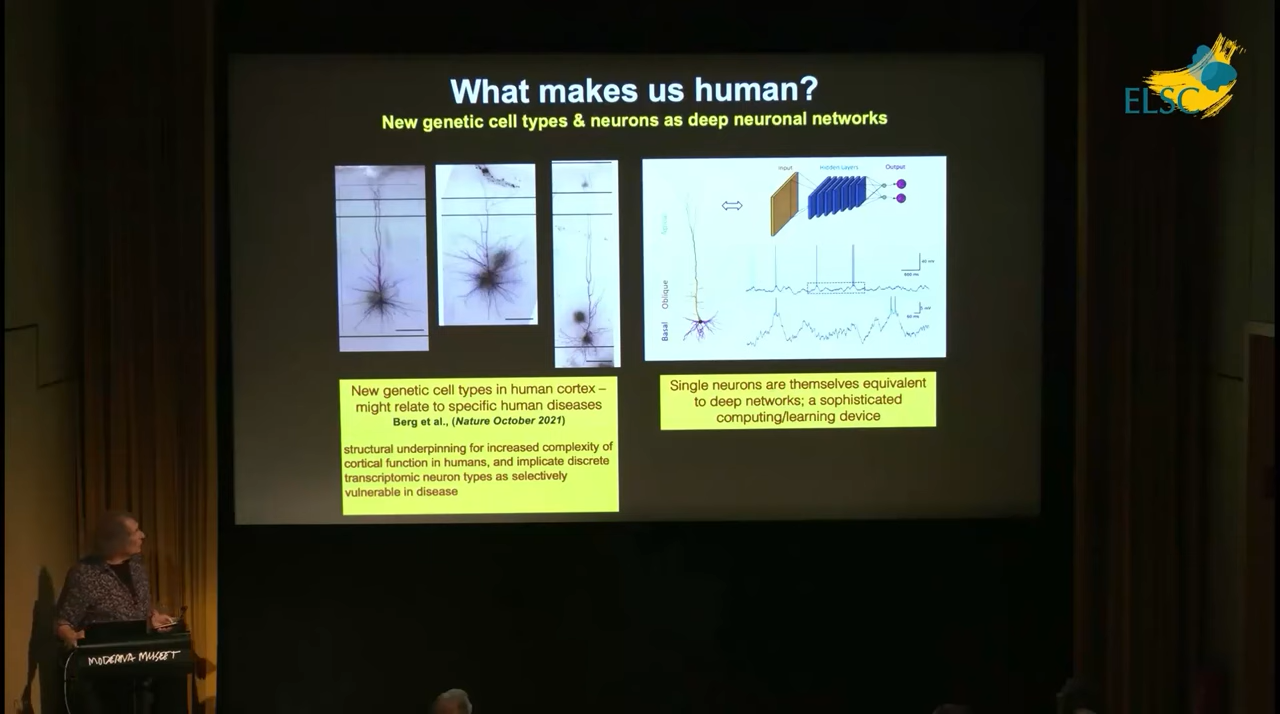 ELSC
What makes us human?
New genetic cell types & neurons as deep neuronal networks
Input
Hidden Layers
Output
Apical
Oblique
Basal
500 ms
New genetic cell types in human cortex –
might relate to specific human diseases
Berg et al., (Nature October 2021)
structural underpinning for increased complexity of
cortical function in humans, and implicate discrete
transcriptomic neuron types as selectively
vulnerable in disease
Single neurons are themselves equivalent
to deep networks; a sophisticated
computing/learning device
MODERNA MUSEET